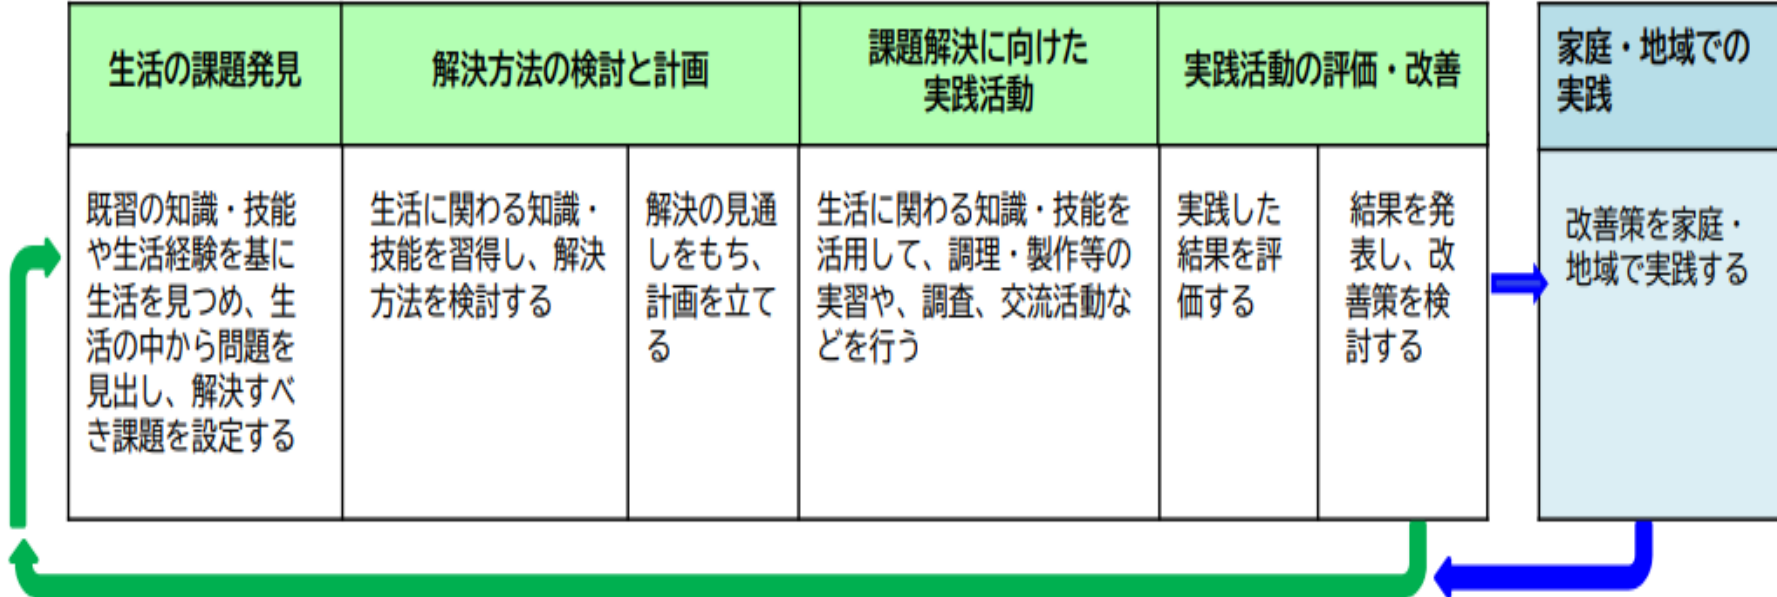 生活の課題発見
解決方法の検討と計画
課題解決に向けた
実践活動
実践活動の評価・改善
家庭・地域での
実践
既習の知識・技能
や生活経験を基に
生活を見つめ、生
活の中から問題を
見出し、解決すべ
き課題を設定する
生活に関わる知識・
技能を習得し、解決
方法を検討する
解決の見通
しをもち、
計画を立て
る
生活に関わる知識・技能を
活用して、調理・製作等の
実習や、調査、交流活動な
どを行う
実践した
結果を評
価する
結果を発
表し、改
善策を検
討する
改善策を家庭・
地域で実践する